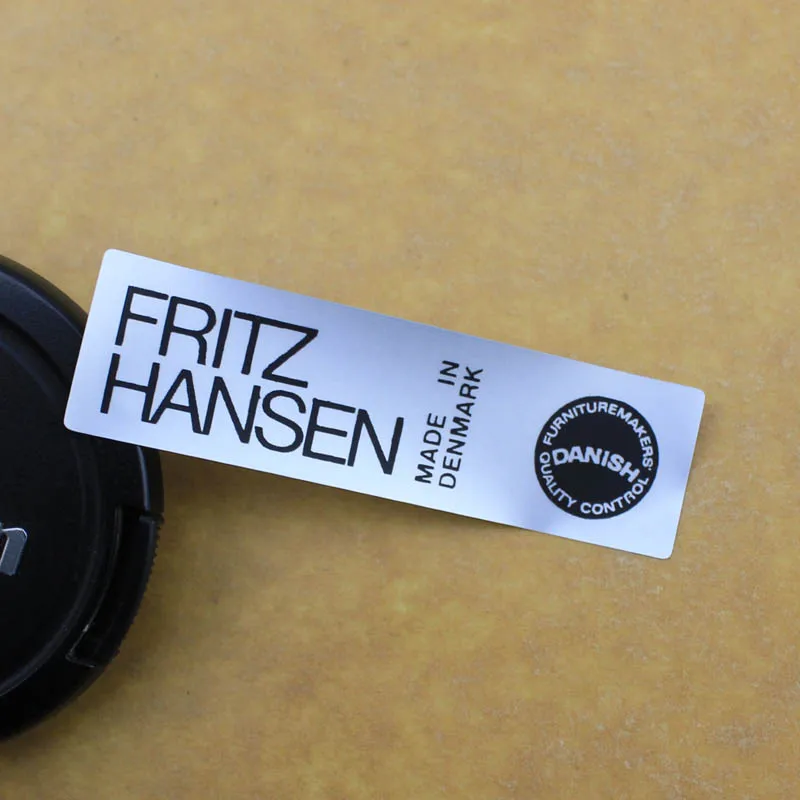 FRITZ
HANSEN
MADE IN
DENMARK
FURNITUREMAKERS'
DANISH
QUALITY CONTROL